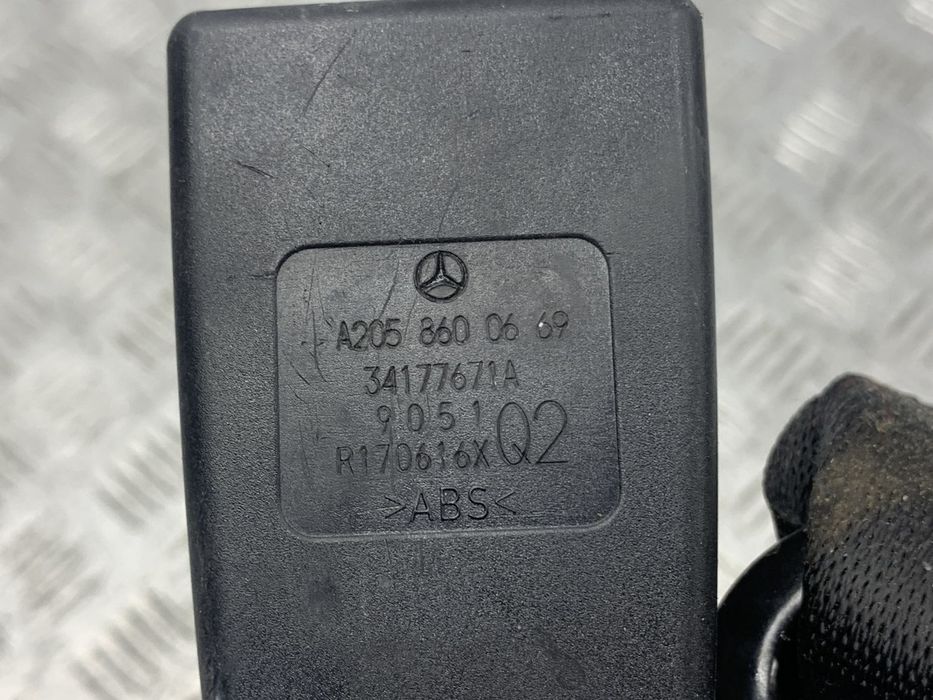 A205 860 06 69
34177671A
9051
R170616X Q2
>ABS<